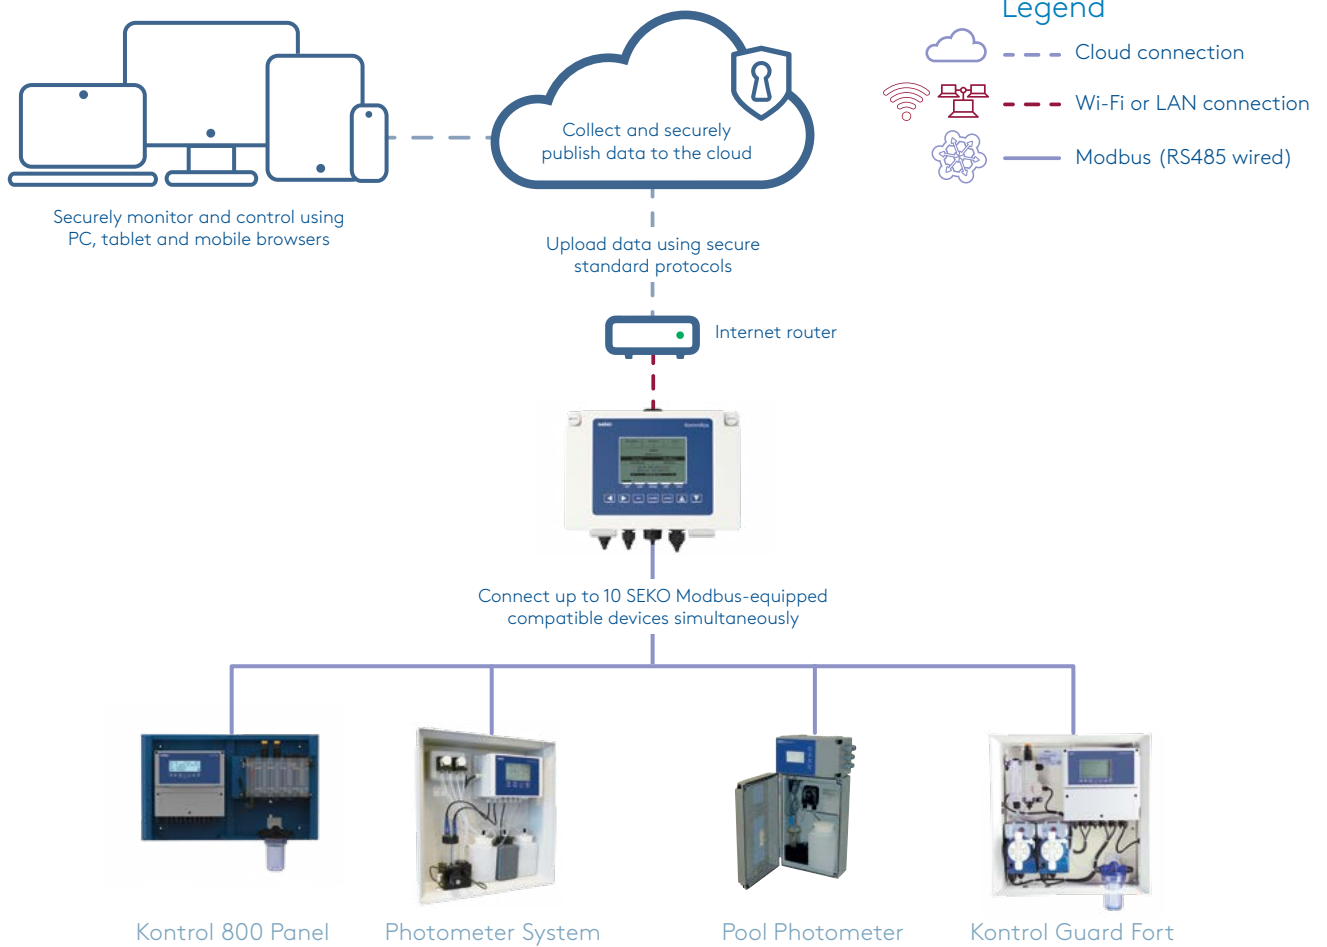 Legend
Cloud connection
Wi-Fi or LAN connection
Modbus (RS485 wired)
Collect and securely
publish data to the cloud
Securely monitor and control using
PC, tablet and mobile browsers
Upload data using secure
standard protocols
Internet router
Connect up to 10 SEKO Modbus-equipped
compatible devices simultaneously
Kontrol 800 Panel
Photometer System
Pool Photometer
Kontrol Guard Fort